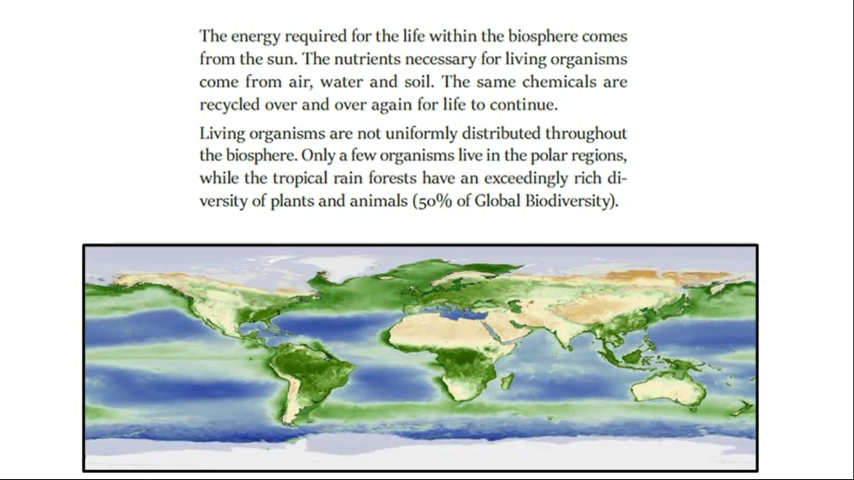 The energy required for the life within the biosphere comes
from the sun. The nutrients necessary for living organisms
come from air, water and soil. The same chemicals are
recycled over and over again for life to continue.
Living organisms are not uniformly distributed throughout
the biosphere. Only a few organisms live in the polar regions,
while the tropical rain forests have an exceedingly rich di-
versity of plants and animals (50% of Global Biodiversity).